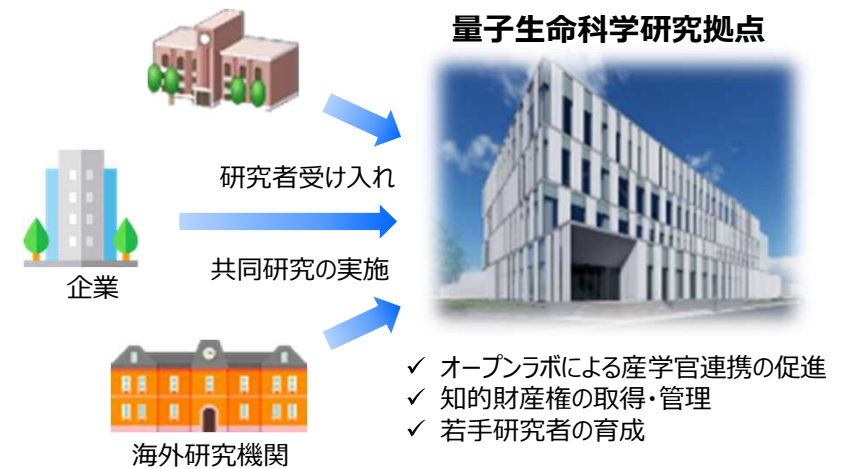 量子生命科学研究拠点
研究者受け入れ
共同研究の実施
企業
海外研究機関
✓ オープンラボによる産学官連携の促進
✓ 知的財産権の取得・管理
✓ 若手研究者の育成